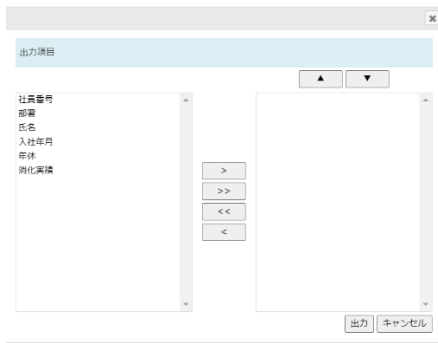 出力項目
▲ ▼
社員番号
部署
氏名
入社年月
年休
消化実績
>
>>
<<
<
出力 キャンセル